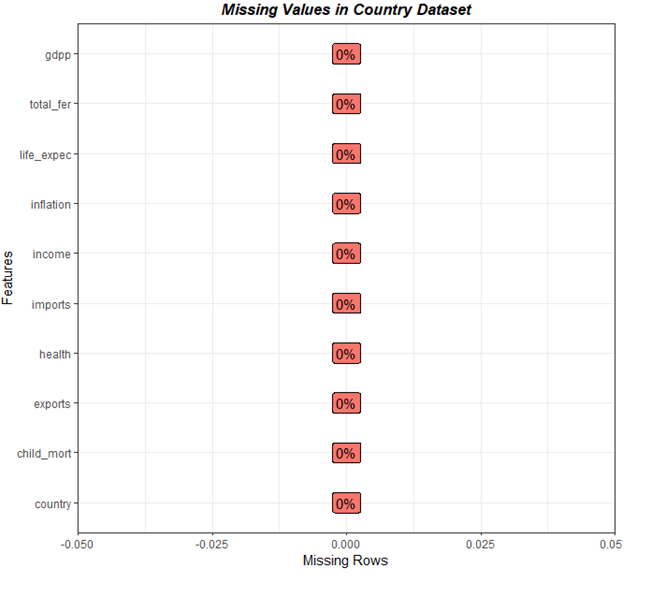 Missing Values in Country Dataset
gdpp 0%
total_fer 0%
life_expec 0%
inflation 0%
income 0%
imports 0%
health 0%
exports 0%
child_mort 0%
country 0%
Features
-0.050 -0.025 0.000 0.025 0.05
Missing Rows